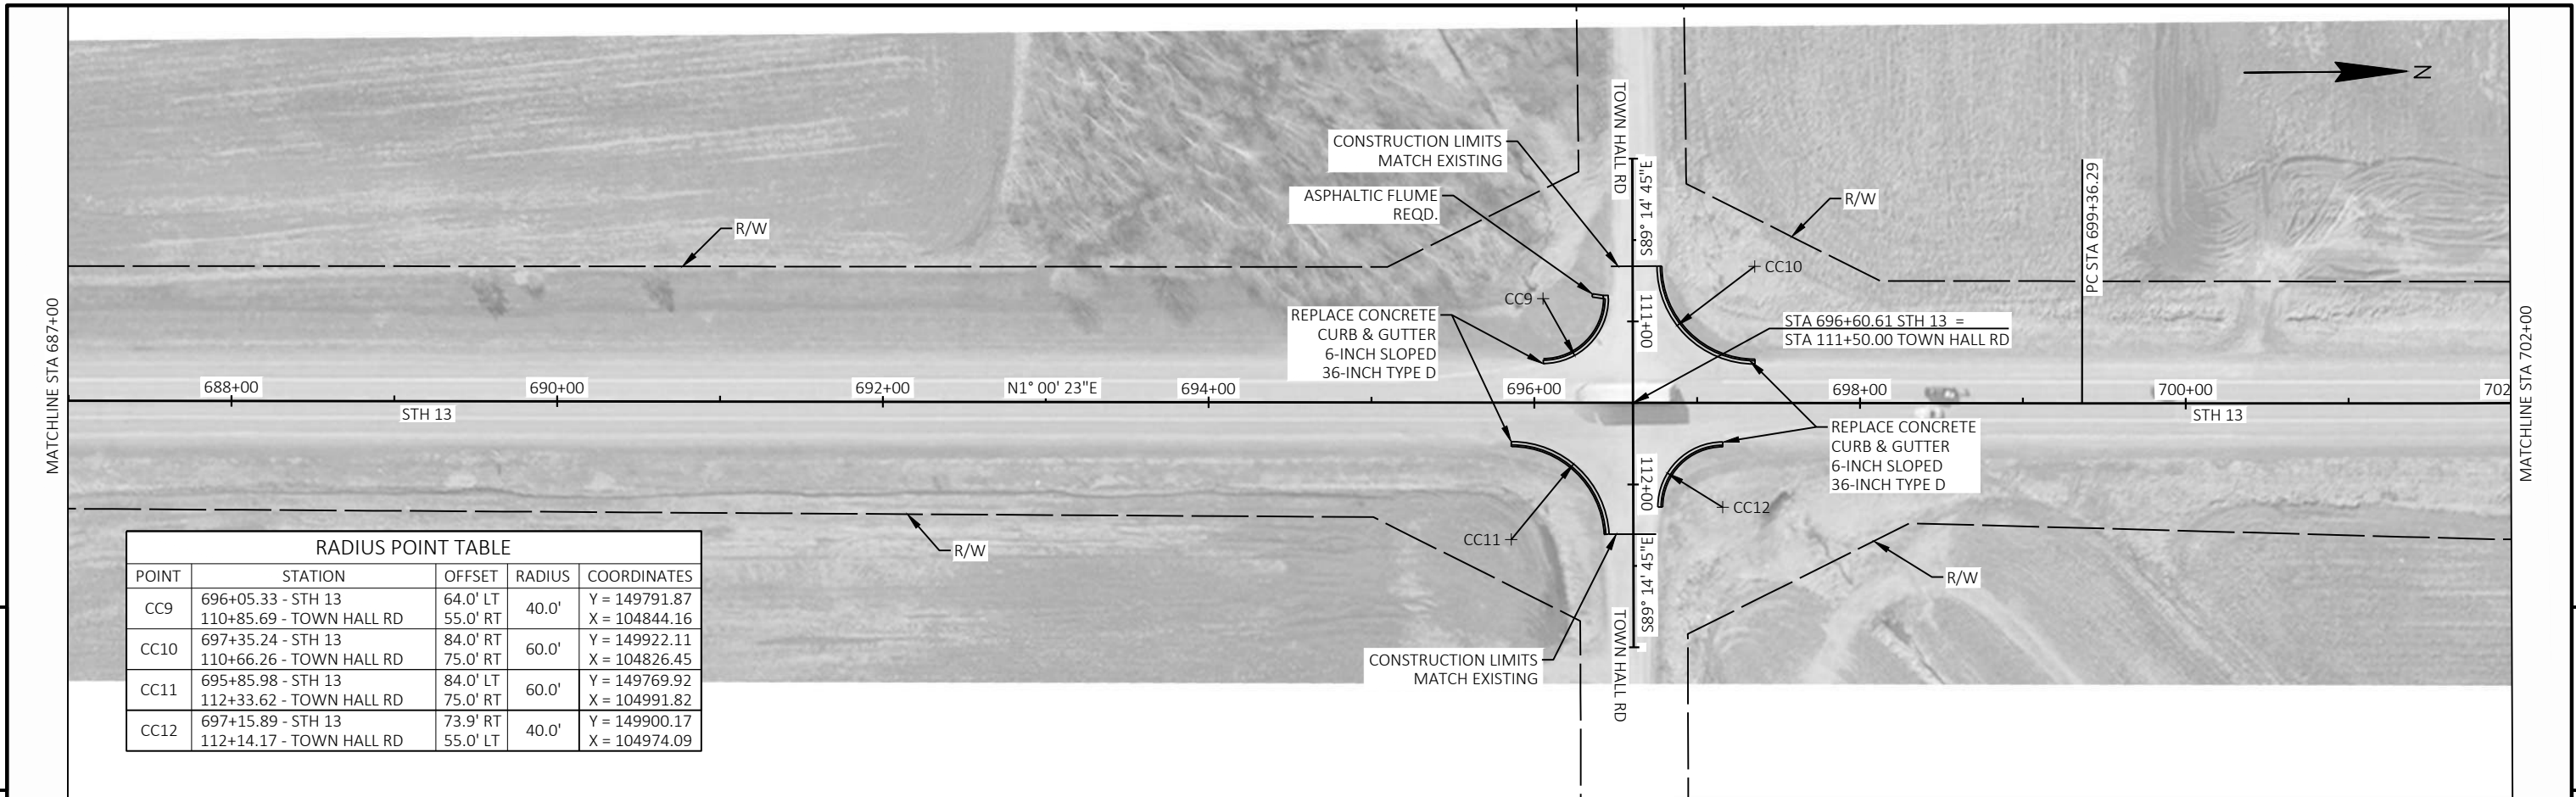 N
TOWN HALL RD
S89° 14' 45"E
CONSTRUCTION LIMITS
MATCH EXISTING
ASPHALTIC FLUME
REQD.
R/W
R/W
PC STA 699+36.29
CC9
CC10
111+00
REPLACE CONCRETE
CURB & GUTTER
6-INCH SLOPED
36-INCH TYPE D
STA 696+60.61 STH 13 =
STA 111+50.00 TOWN HALL RD
MATCHLINE STA 687+00
MATCHLINE STA 702+00
688+00
690+00
692+00
N1° 00' 23"E
694+00
696+00
698+00
700+00
702
STH 13
STH 13
REPLACE CONCRETE
CURB & GUTTER
6-INCH SLOPED
36-INCH TYPE D
112+00
CC12
CC11
R/W
R/W
S89° 14' 45"E
TOWN HALL RD
CONSTRUCTION LIMITS
MATCH EXISTING
RADIUS POINT TABLE
POINT STATION OFFSET RADIUS COORDINATES
CC9 696+05.33 - STH 13 64.0' LT 40.0' Y = 149791.87
110+85.69 - TOWN HALL RD 55.0' RT X = 104844.16
CC10 697+35.24 - STH 13 84.0' RT 60.0' Y = 149922.11
110+66.26 - TOWN HALL RD 75.0' RT X = 104826.45
CC11 695+85.98 - STH 13 84.0' LT 60.0' Y = 149769.92
112+33.62 - TOWN HALL RD 75.0' RT X = 104991.82
CC12 697+15.89 - STH 13 73.9' RT 40.0' Y = 149900.17
112+14.17 - TOWN HALL RD 55.0' LT X = 104974.09